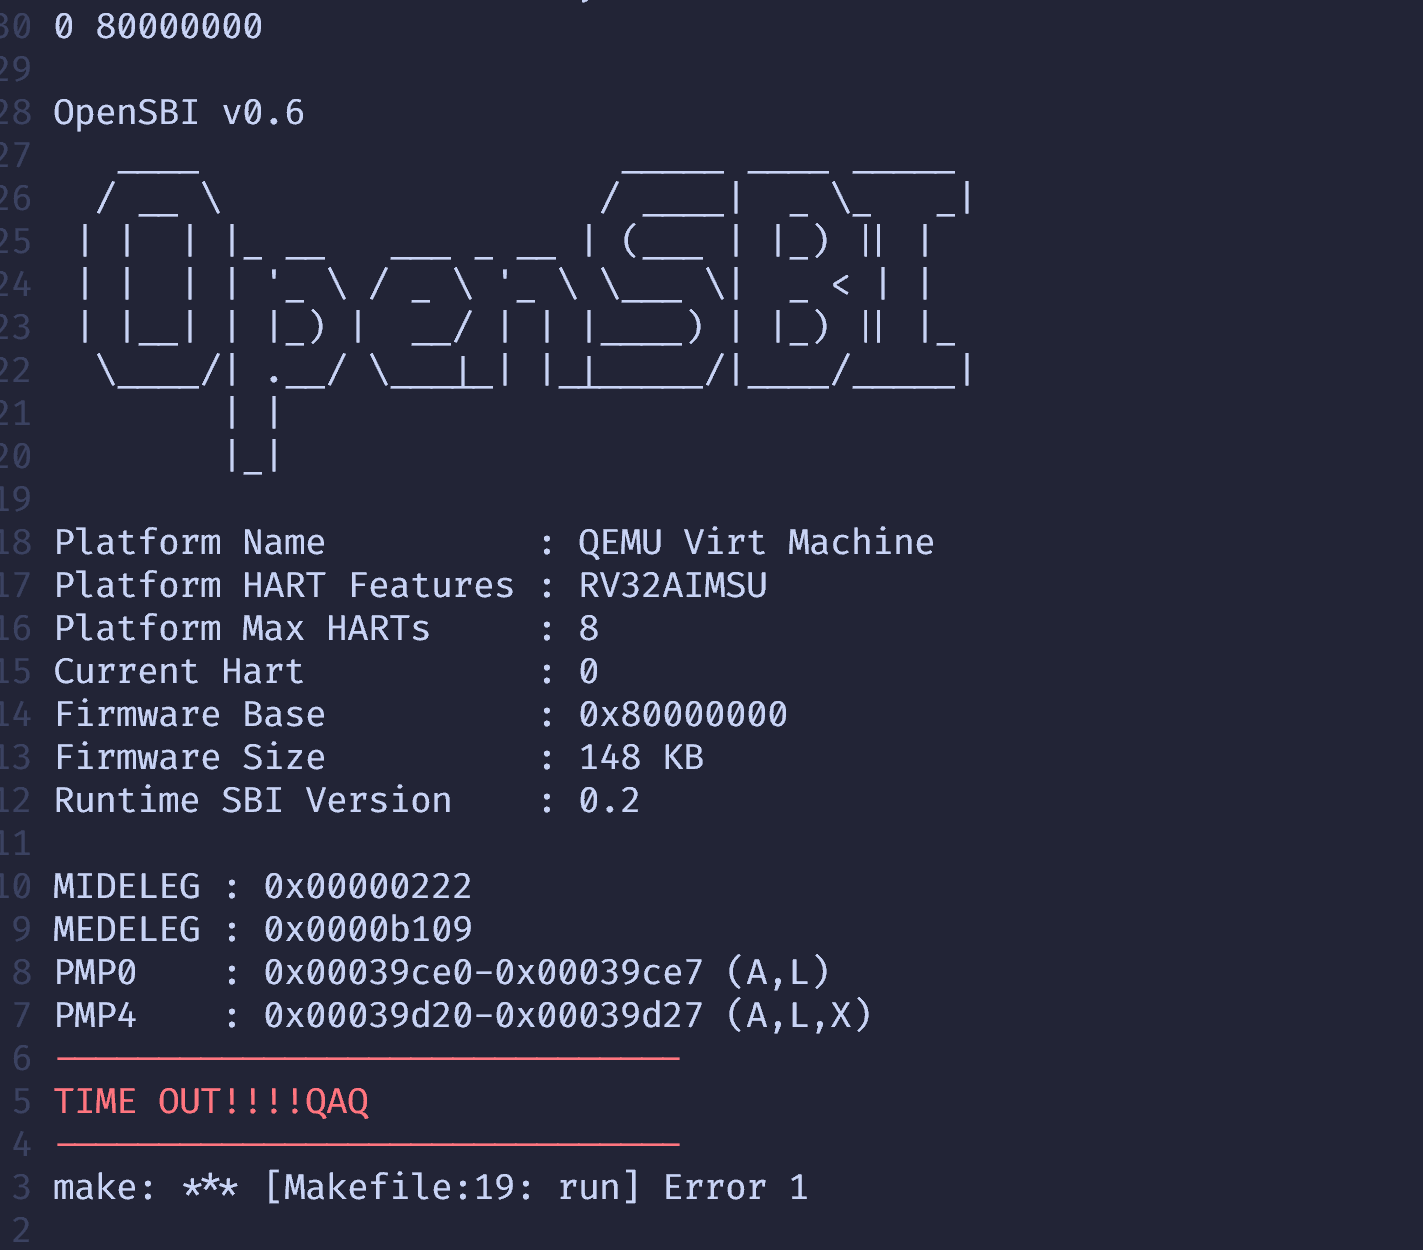 30 0 80000000
29
28 OpenSBI v0.6
27    ____                    _____ ____ _____
26   / __ \                  / ____|  _ \_   _|
25  | |  | |_ __   ___ _ __ | (___ | |_) || |
24  | |  | | '_ \ / _ \ '_ \ \___ \|  _ < | |
23  | |__| | |_) |  __/ | | |____) | |_) || |_
22   \____/| .__/ \___|_| |_|_____/|____/_____|
21         | |
20         |_|
19
18 Platform Name          : QEMU Virt Machine
17 Platform HART Features : RV32AIMSU
16 Platform Max HARTs     : 8
15 Current Hart           : 0
14 Firmware Base          : 0x80000000
13 Firmware Size          : 148 KB
12 Runtime SBI Version    : 0.2
11
10 MIDELEG : 0x00000222
9 MEDELEG : 0x0000b109
8 PMP0    : 0x00039ce0-0x00039ce7 (A,L)
7 PMP4    : 0x00039d20-0x00039d27 (A,L,X)
6 ------------------------------
5 TIME OUT!!!!QAQ
4 ------------------------------
3 make: *** [Makefile:19: run] Error 1
2